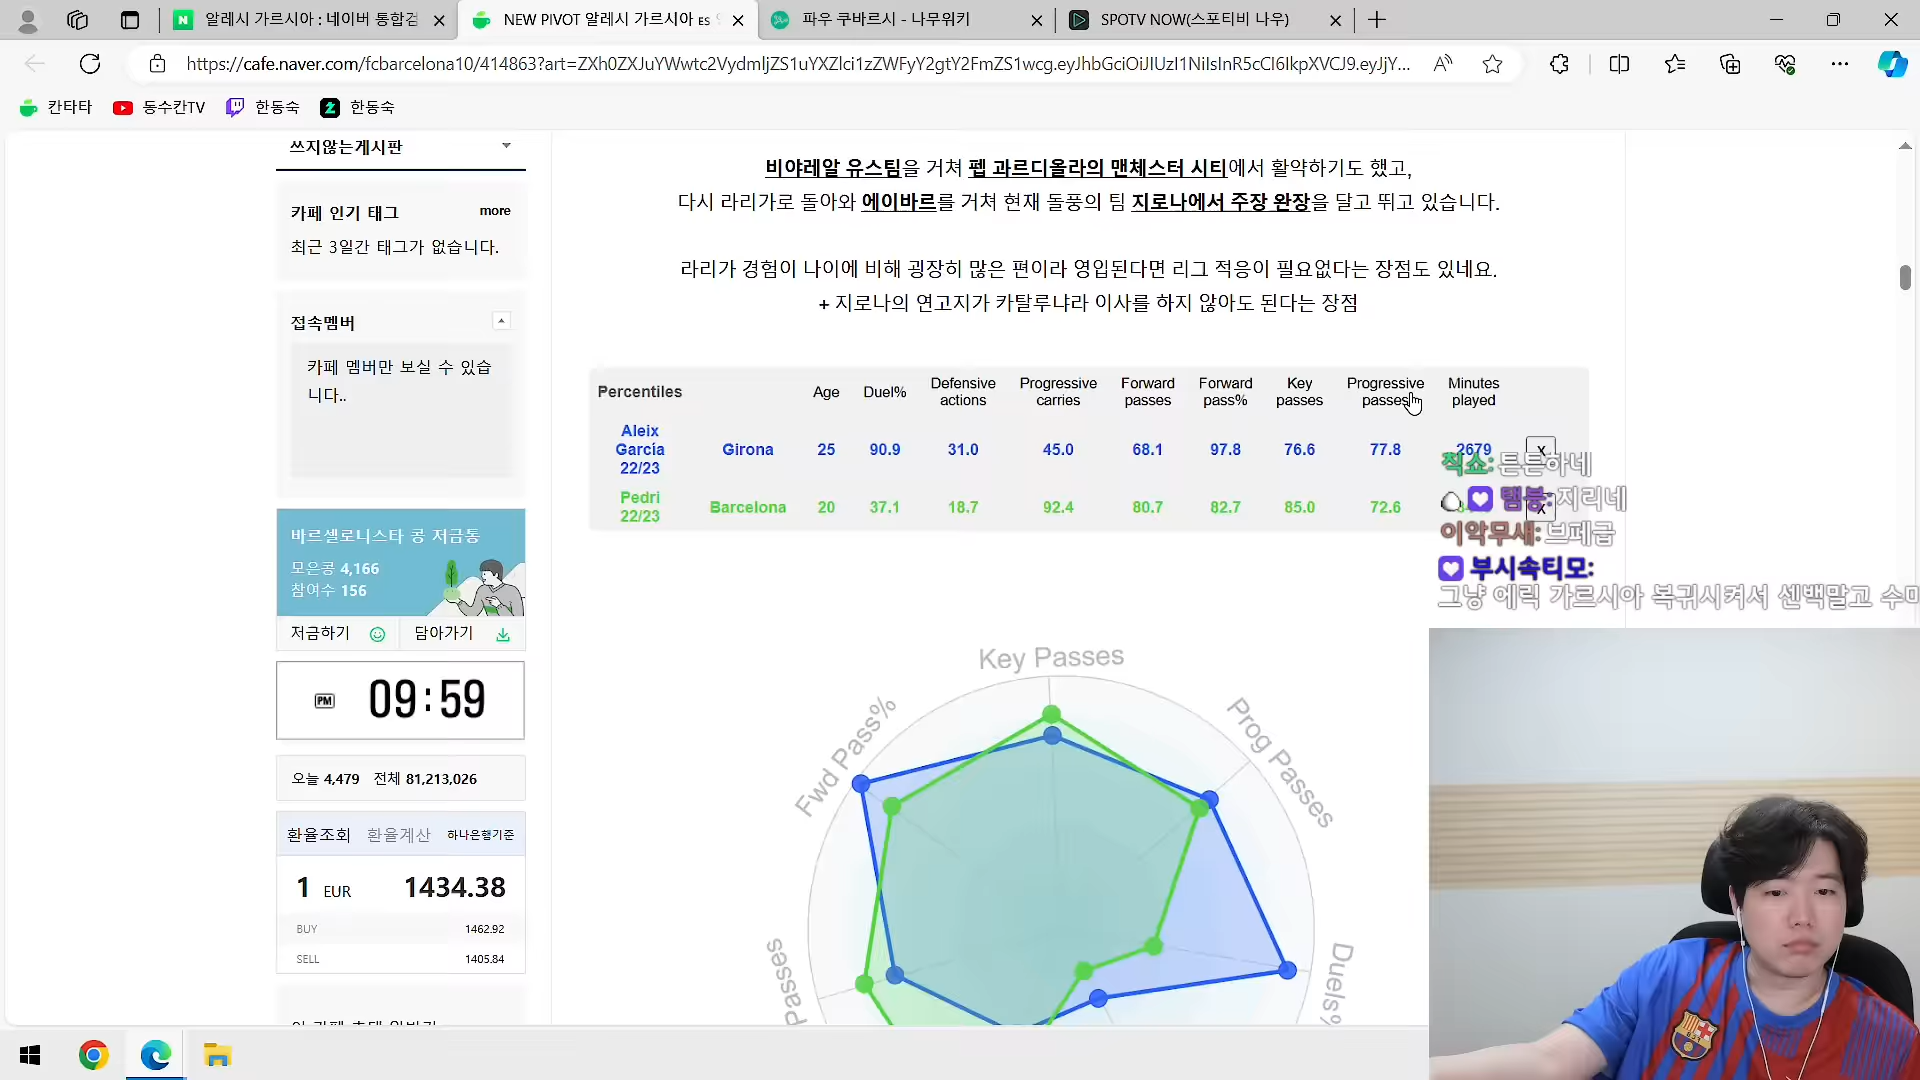 알레시 가르시아 : 네이버 통합검
NEW PIVOT 알레시 가르시아 ES
파우 쿠바르시 - 나무위키
SPOTV NOW(스포티비 나우)
https://cafe.naver.com/fcbarcelona10/414863?art=ZXh0ZXJuYWwtc2VydmljZS1uYXZlci1zZWFyY2gtY2FmZS1wcg.eyJhbGciOiJIUzI1NiIsInR5cCI6IkpXVCJ9.eyJjY...
칸타타
동수칸TV
한동숙
한동숙
쓰지않는게시판
카페 인기 태그 more
최근 3일간 태그가 없습니다.
접속멤버
카페 멤버만 보실 수 있습
니다..
바르셀로니스타 콩 저금통
모은콩 4,166
참여수 156
저금하기
담아가기
PM 09:59
오늘 4,479 전체 81,213,026
환율조회 환율계산 하나은행기준
1 EUR 1434.38
BUY 1462.92
SELL 1405.84
비야레알 유스팀을 거쳐 펩 과르디올라의 맨체스터 시티에서 활약하기도 했고,
다시 라리가로 돌아와 에이바르를 거쳐 현재 돌풍의 팀 지로나에서 주장 완장을 달고 뛰고 있습니다.
라리가 경험이 나이에 비해 굉장히 많은 편이라 영입된다면 리그 적응이 필요없다는 장점도 있네요.
+ 지로나의 연고지가 카탈루냐라 이사를 하지 않아도 된다는 장점
Percentiles Age Duel% Defensive actions Progressive carries Forward passes Forward pass% Key passes Progressive passes Minutes played
Aleix García 22/23 Girona 25 90.9 31.0 45.0 68.1 97.8 76.6 77.8 2679 X
Pedri 22/23 Barcelona 20 37.1 18.7 92.4 80.7 82.7 85.0 72.6 X
직쇼: 튼튼하네
탬붕: 지리네
이악무새: 브페급
부시속티모:
그냥 에릭 가르시아 복귀시켜서 센백말고 수미
Key Passes
Fwd Pass%
Prog Passes
Passes
Duels%